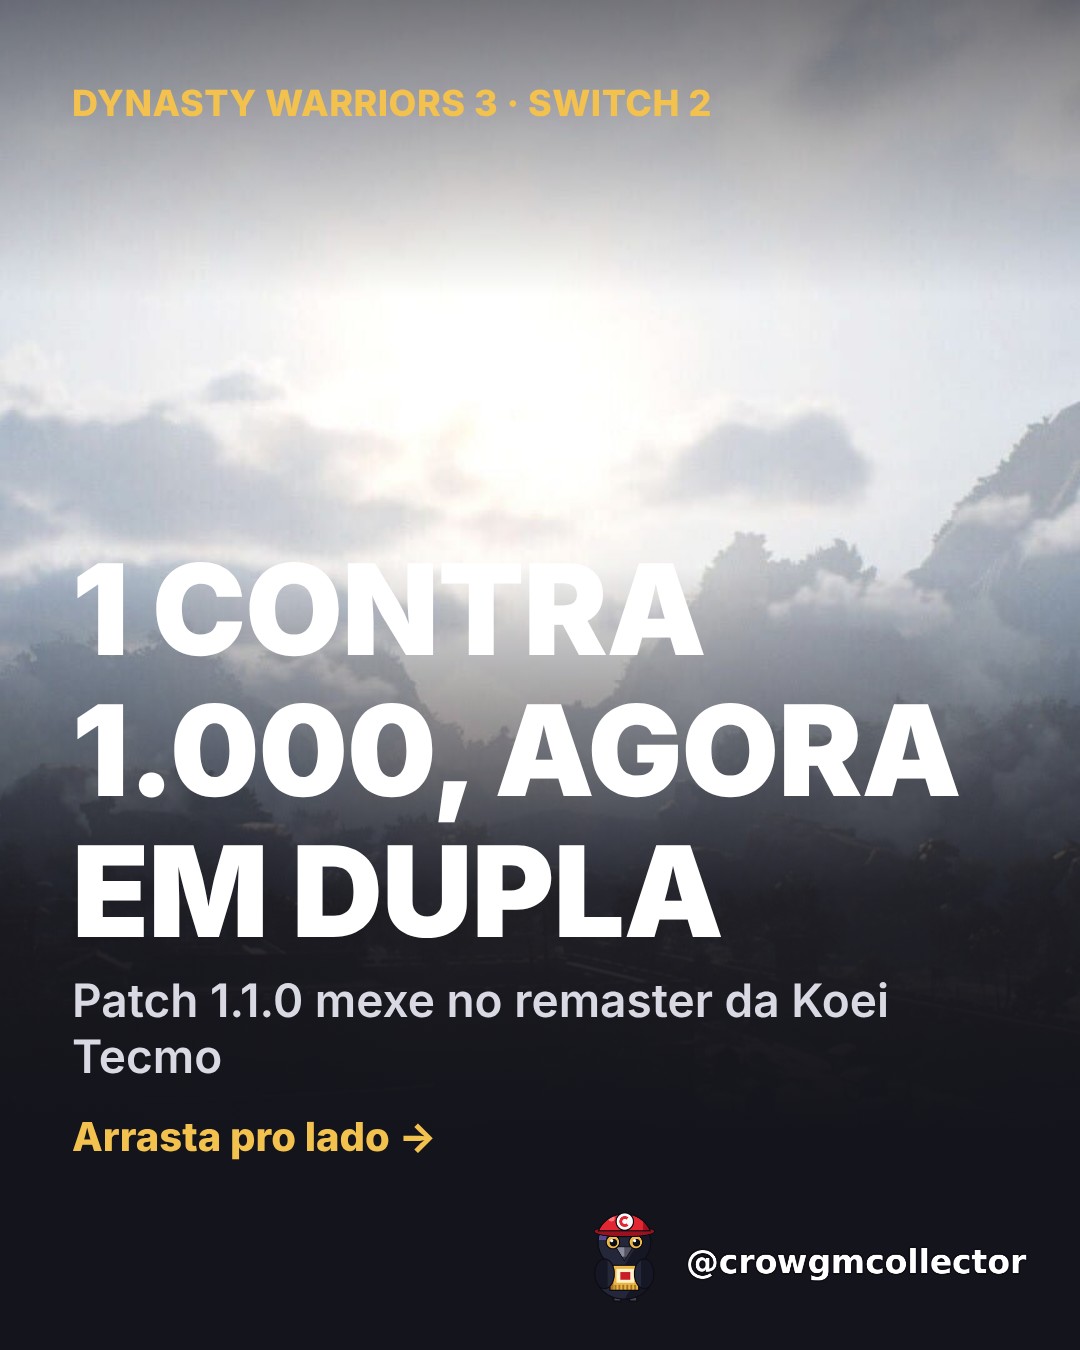 DYNASTY WARRIORS 3 · SWITCH 2
1 CONTRA
1.000, AGORA
EM DUPLA
Patch 1.1.0 mexe no remaster da Koei
Tecmo
Arrasta pro lado →
C
@crowgmcollector